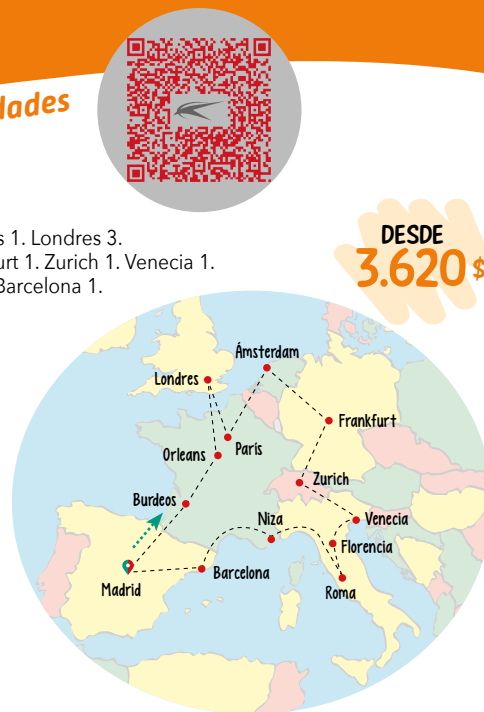 s 1. Londres 3.
urt 1. Zurich 1. Venecia 1.
Barcelona 1.
DESDE
3.620 $
Ámsterdam
Londres
Frankfurt
París
Orleans
Zurich
Burdeos
Niza
Venecia
Florencia
Barcelona
Madrid
Roma